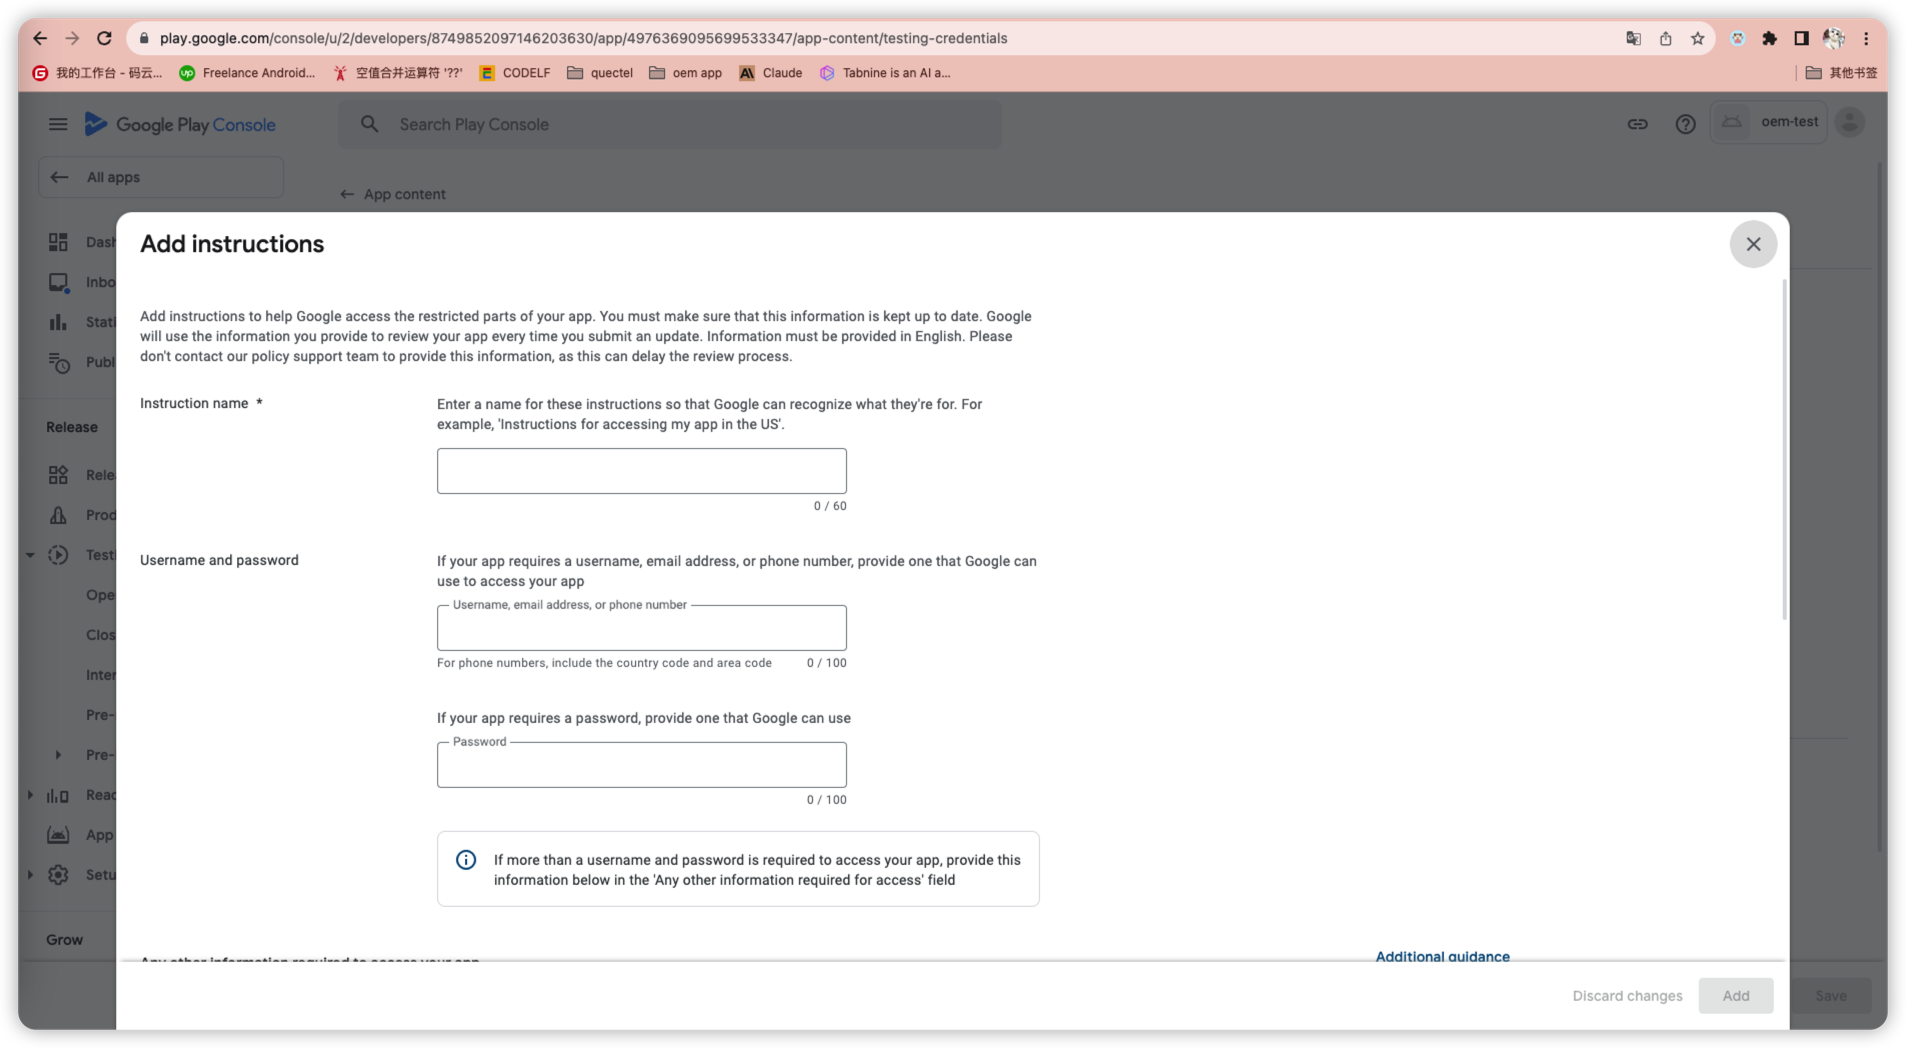 play.google.com/console/u/2/developers/8749852097146203630/app/4976369095699533347/app-content/testing-credentials
我的工作台 - 码云... Freelance Android... 空值合并运算符 '??' CODELF quectel oem app Claude Tabnine is an AI a... 其他书签
Google Play Console Search Play Console oem-test
All apps
App content
Add instructions
Dash
Inbo
Stati
Publ
Release
Relea
Prod
Testi
Ope
Clos
Inter
Pre-
Pre-
Reac
App
Setu
Grow
Add instructions to help Google access the restricted parts of your app. You must make sure that this information is kept up to date. Google
will use the information you provide to review your app every time you submit an update. Information must be provided in English. Please
don't contact our policy support team to provide this information, as this can delay the review process.
Instruction name *
Enter a name for these instructions so that Google can recognize what they're for. For
example, 'Instructions for accessing my app in the US'.
0 / 60
Username and password
If your app requires a username, email address, or phone number, provide one that Google can
use to access your app
Username, email address, or phone number
For phone numbers, include the country code and area code 0 / 100
If your app requires a password, provide one that Google can use
Password
0 / 100
If more than a username and password is required to access your app, provide this
information below in the 'Any other information required for access' field
Any other information required to access your app
Additional guidance
Discard changes Add Save